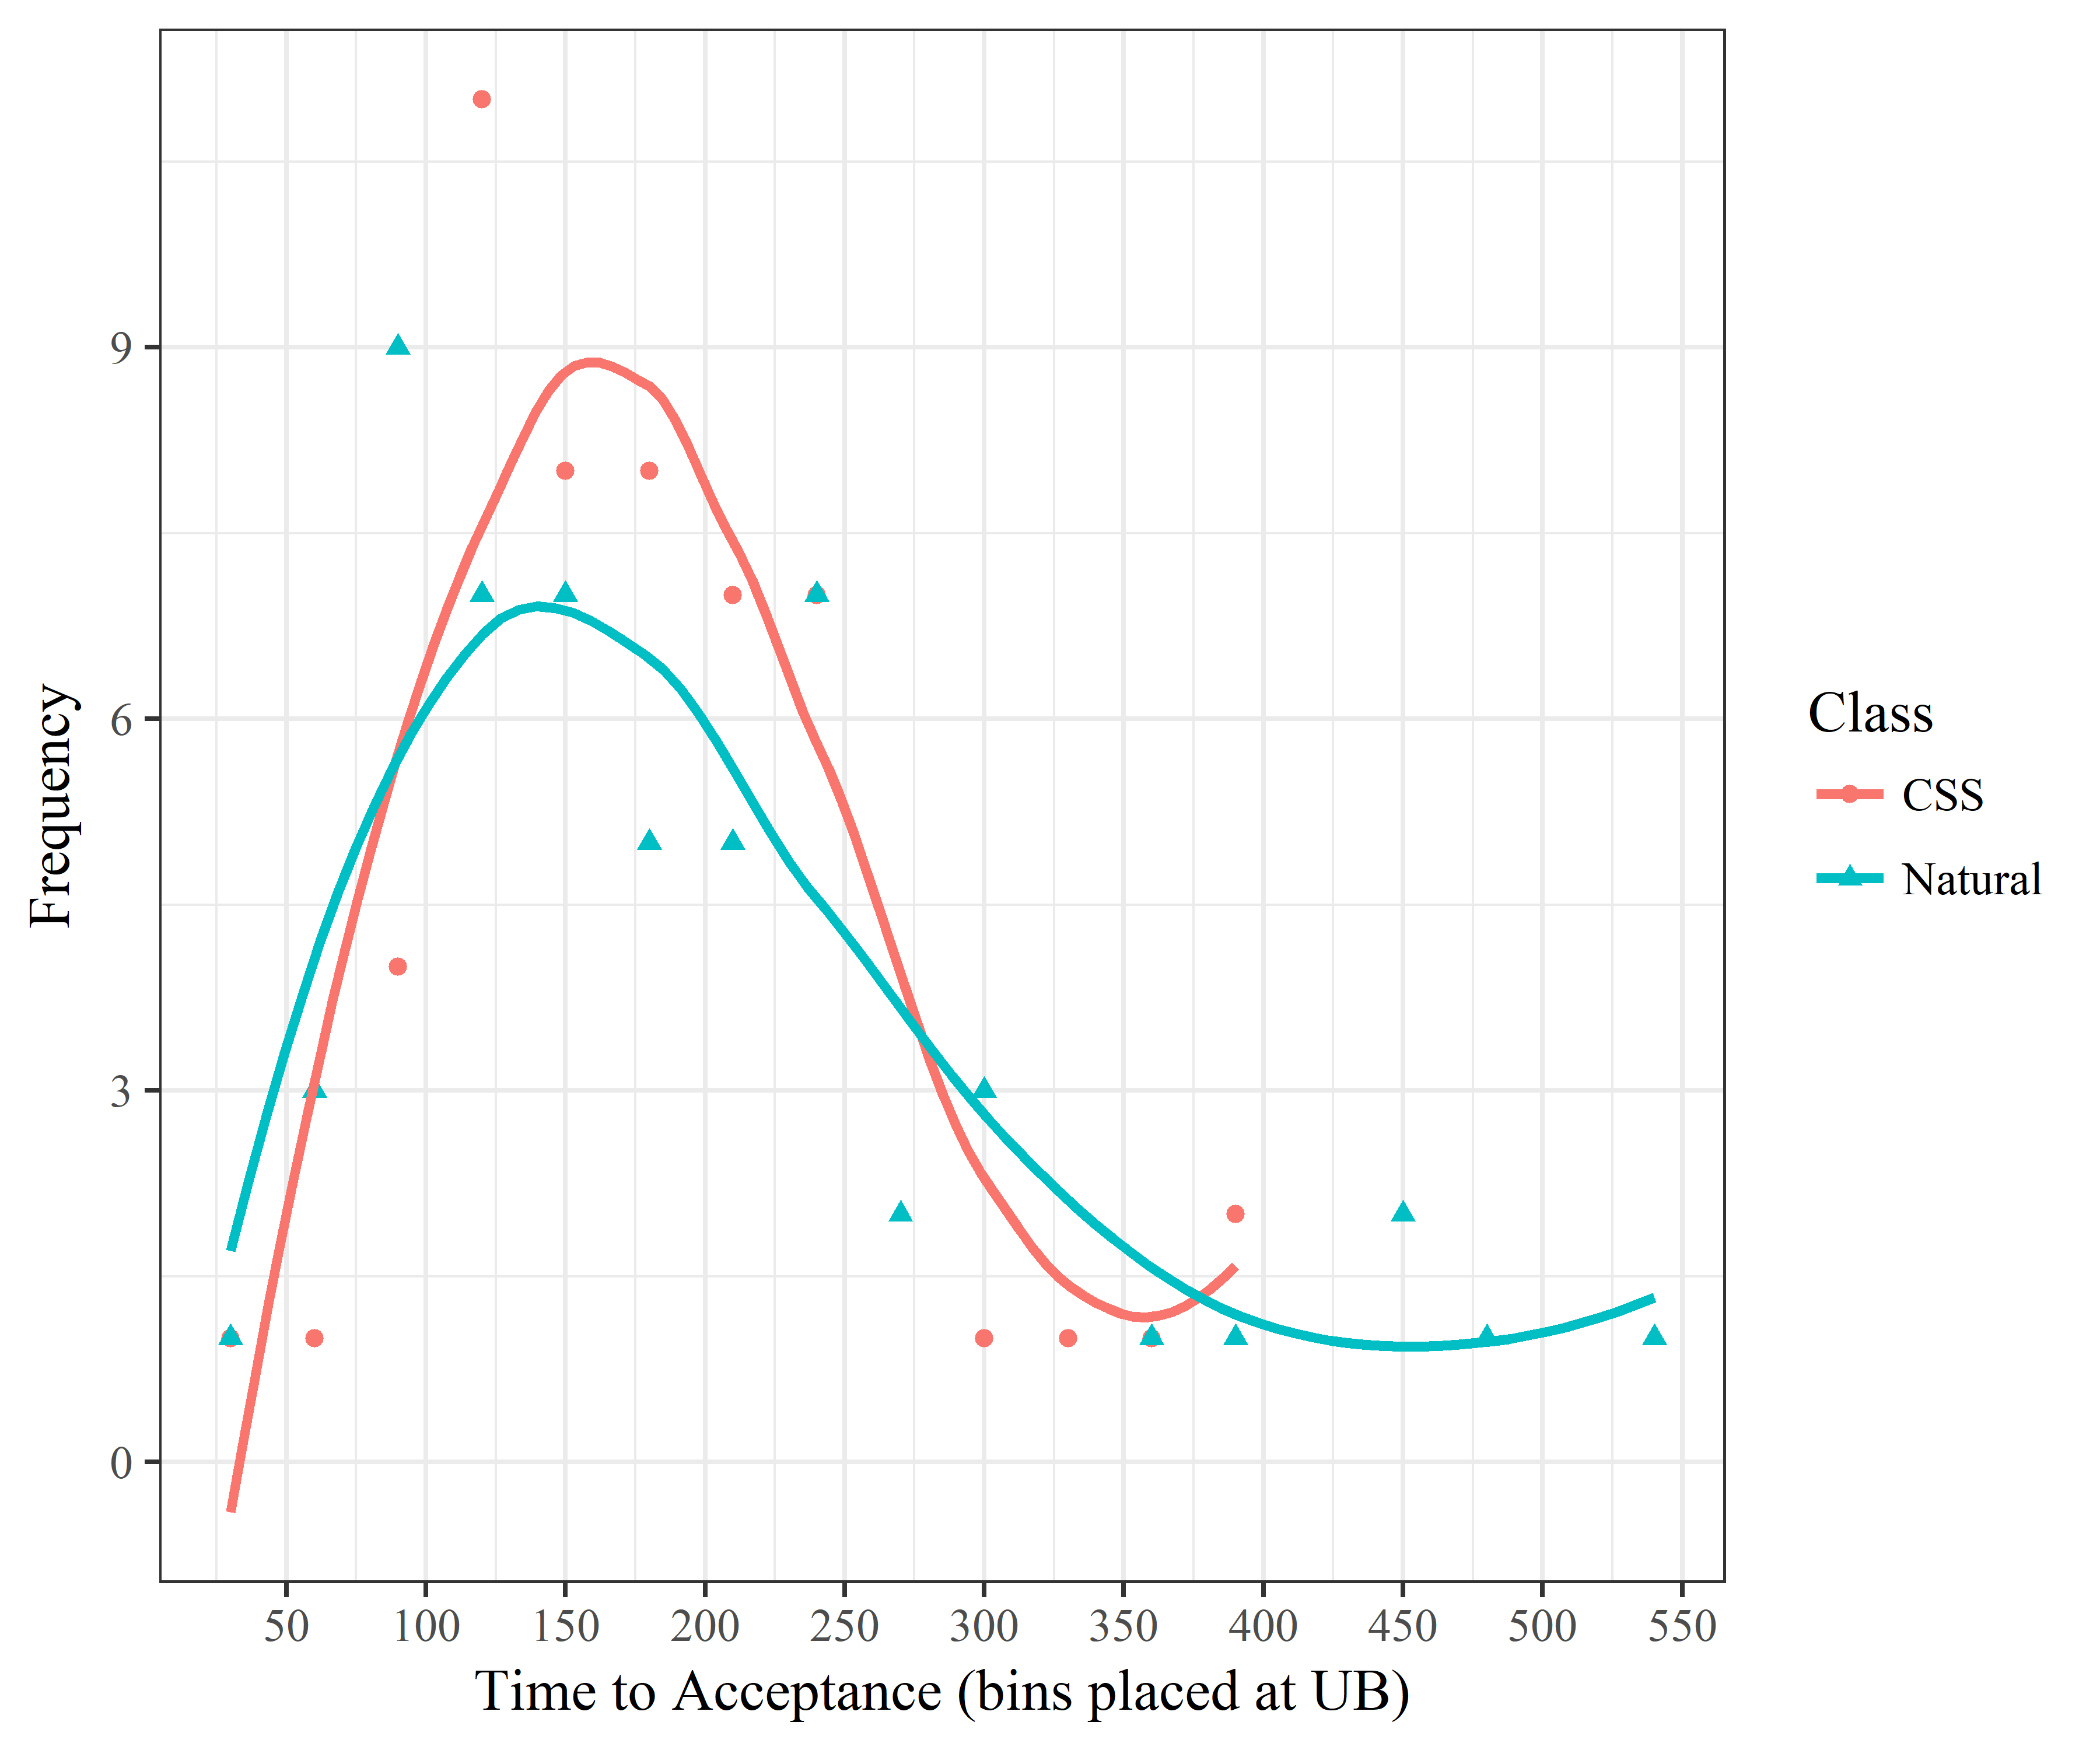 9
6
3
0
Frequency
50 100 150 200 250 300 350 400 450 500 550
Time to Acceptance (bins placed at UB)
Class
CSS
Natural